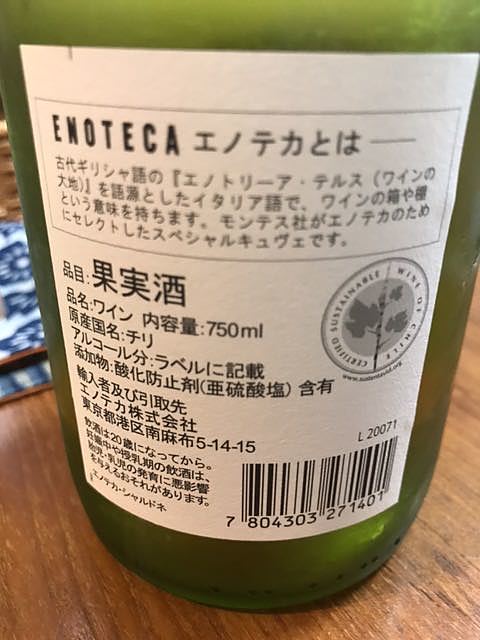 ENOTECA エノテカとは
古代ギリシャ語の『エノトリーア・テルス(ワインの
大地)』を語源としたイタリア語で、ワインの箱や棚
という意味を持ちます。モンテス社がエノテカのため
にセレクトしたスペシャルキュヴェです。
品目:果実酒
品名:ワイン 内容量:750ml
原産国名:チリ
アルコール分:ラベルに記載
添加物:酸化防止剤(亜硫酸塩)含有
輸入者及び引取先
エノテカ株式会社
東京都港区南麻布5-14-15
飲酒は20歳になってから。
妊娠中や授乳期の飲酒は、
胎児・乳児の発育に悪影響
を与えるおそれがあります。
エノテカ・シャルドネ
CERTIFIED SUSTAINABLE WINE OF CHILE
L 20071
7 804303 271401